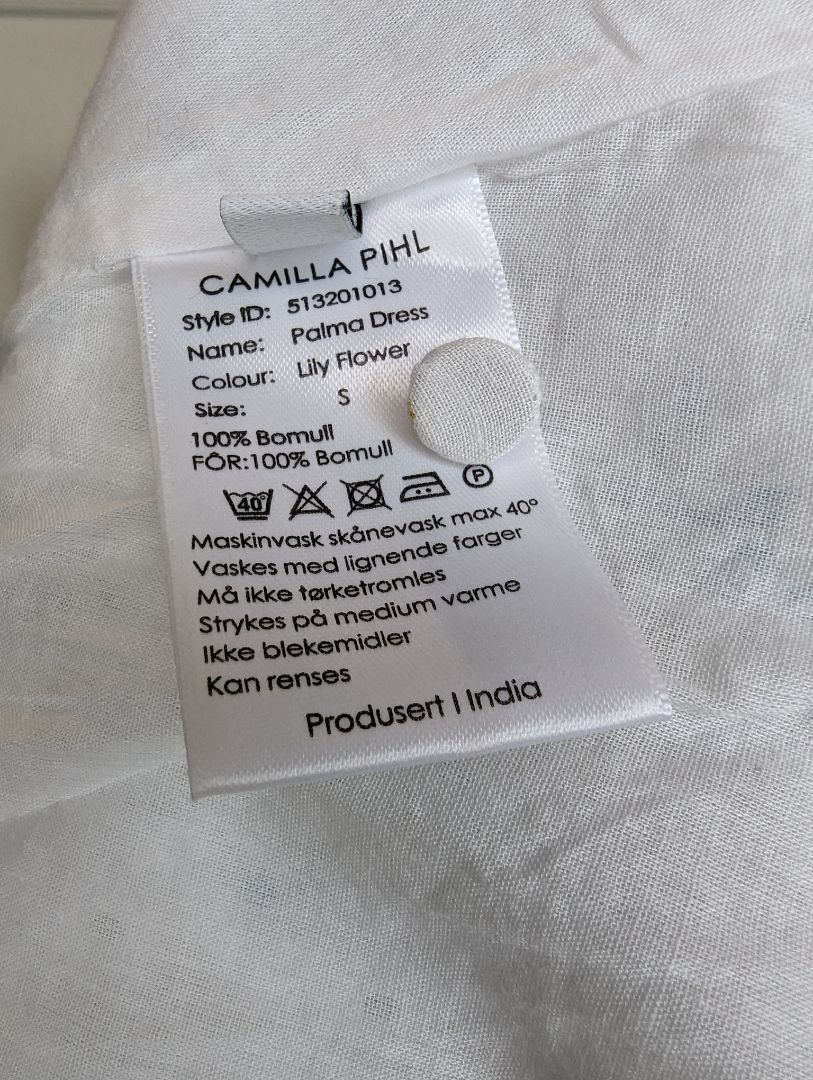 CAMILLA PIHL
Style ID: 513201013
Name: Palma Dress
Colour: Lily Flower
Size: S
100% Bomull
FÔR:100% Bomull
40°
P
Maskinvask skånevask max 40°
Vaskes med lignende farger
Må ikke tørketromles
Strykes på medium varme
Ikke blekemidler
Kan renses
Produsert I India